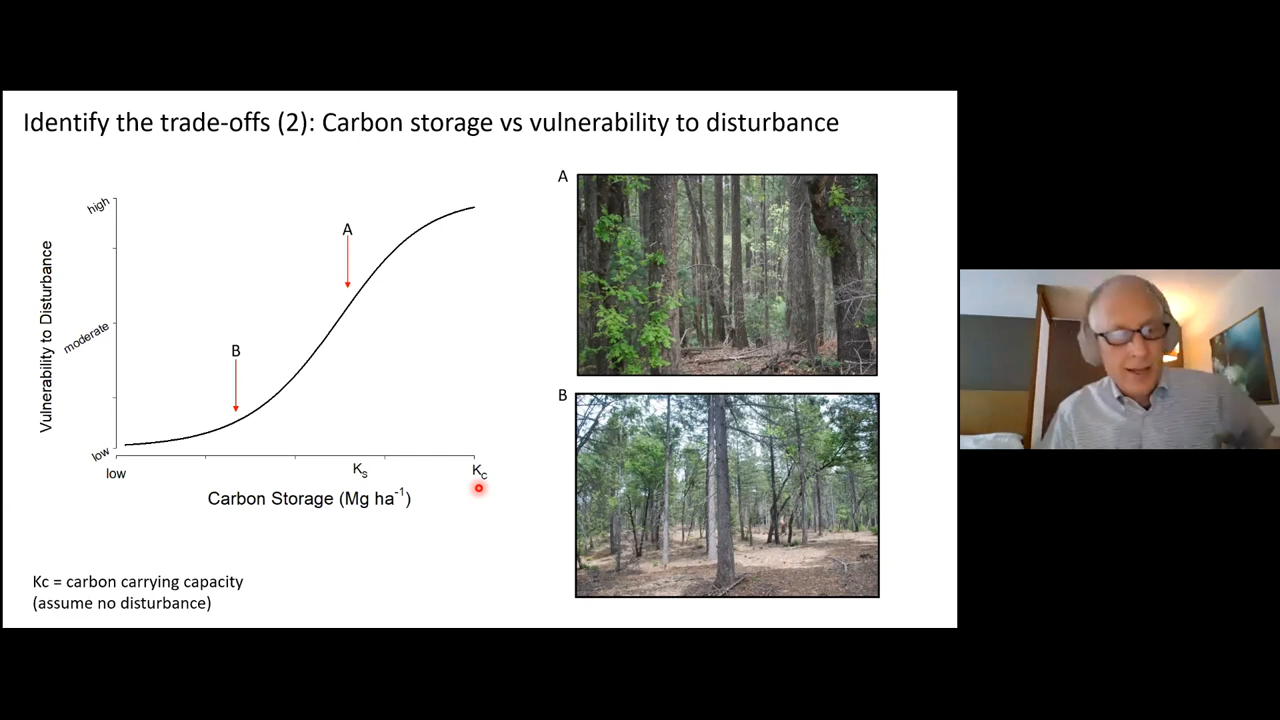 Identify the trade-offs (2): Carbon storage vs vulnerability to disturbance
A
high
A
Vulnerability to Disturbance
moderate
B
B
low
low
Ks
Kc
Carbon Storage (Mg ha⁻¹)
Kc = carbon carrying capacity
(assume no disturbance)